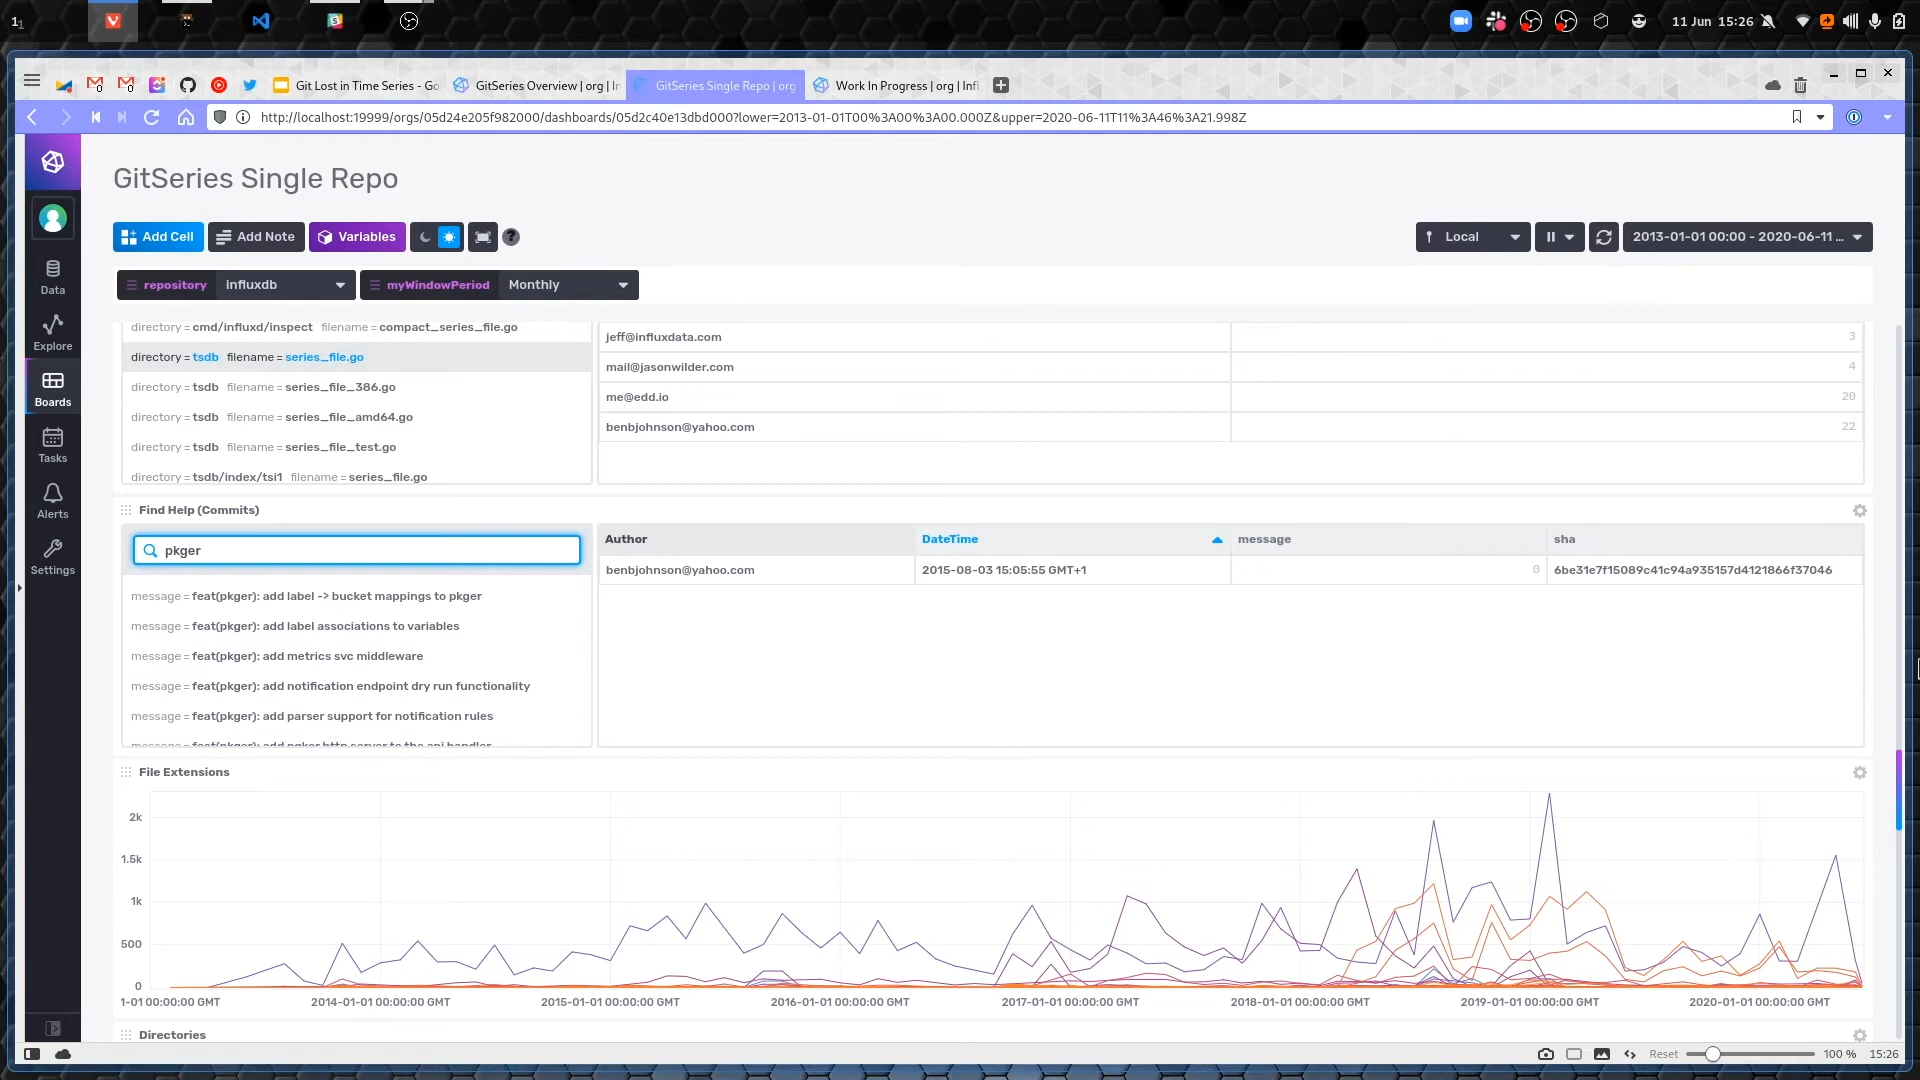 11 Jun 15:26
Git Lost in Time Series - Go
GitSeries Overview | org | In
GitSeries Single Repo | org
Work In Progress | org | Infl
http://localhost:19999/orgs/05d24e205f982000/dashboards/05d2c40e13dbd000?lower=2013-01-01T00%3A00%3A00.000Z&upper=2020-06-11T11%3A46%3A21.998Z
GitSeries Single Repo
Add Cell
Add Note
Variables
?
Local
2013-01-01 00:00 - 2020-06-11 ...
repository
influxdb
myWindowPeriod
Monthly
Data
Explore
Boards
Tasks
Alerts
Settings
directory = cmd/influxd/inspect filename = compact_series_file.go
directory = tsdb filename = series_file.go
directory = tsdb filename = series_file_386.go
directory = tsdb filename = series_file_amd64.go
directory = tsdb filename = series_file_test.go
directory = tsdb/index/tsi1 filename = series_file.go
jeff@influxdata.com 3
mail@jasonwilder.com 4
me@edd.io 20
benbjohnson@yahoo.com 22
Find Help (Commits)
pkger
message = feat(pkger): add label -> bucket mappings to pkger
message = feat(pkger): add label associations to variables
message = feat(pkger): add metrics svc middleware
message = feat(pkger): add notification endpoint dry run functionality
message = feat(pkger): add parser support for notification rules
message = feat(pkger): add pkger http server to the api handler
Author DateTime message sha
benbjohnson@yahoo.com 2015-08-03 15:05:55 GMT+1 0 6be31e7f15089c41c94a935157d4121866f37046
File Extensions
2k
1.5k
1k
500
0
1-01 00:00:00 GMT
2014-01-01 00:00:00 GMT
2015-01-01 00:00:00 GMT
2016-01-01 00:00:00 GMT
2017-01-01 00:00:00 GMT
2018-01-01 00:00:00 GMT
2019-01-01 00:00:00 GMT
2020-01-01 00:00:00 GMT
Directories
Reset
100 %
15:26